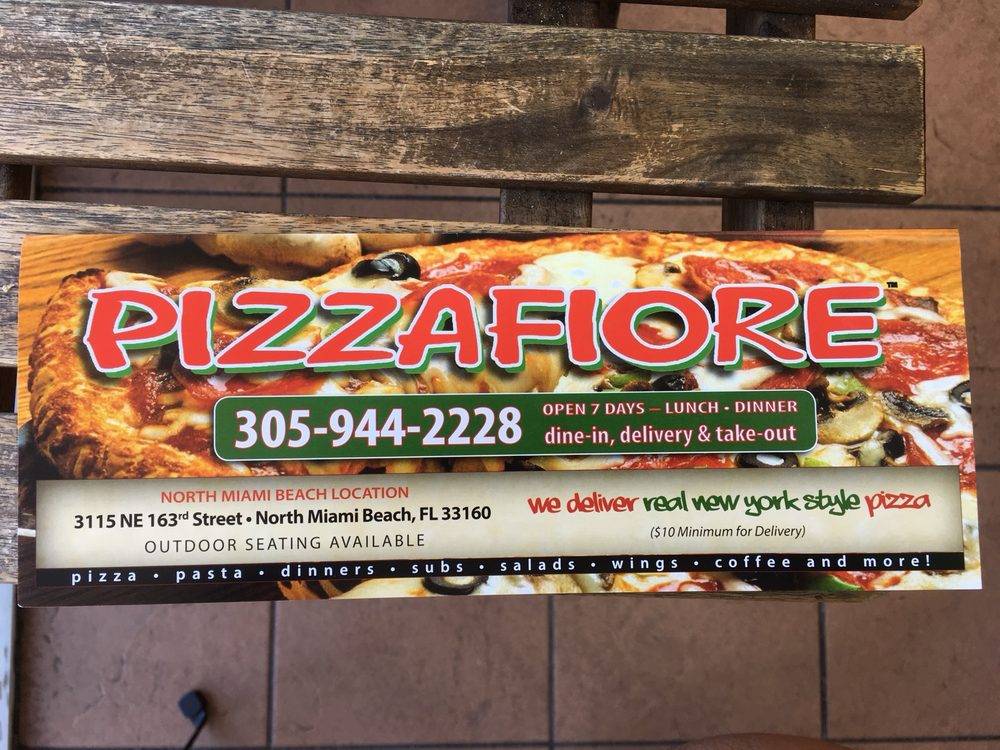 PIZZAFIORE™
305-944-2228
OPEN 7 DAYS – LUNCH • DINNER
dine-in, delivery & take-out
NORTH MIAMI BEACH LOCATION
3115 NE 163rd Street • North Miami Beach, FL 33160
OUTDOOR SEATING AVAILABLE
we deliver real new york style pizza
($10 Minimum for Delivery)
pizza • pasta • dinners • subs • salads • wings • coffee and more!